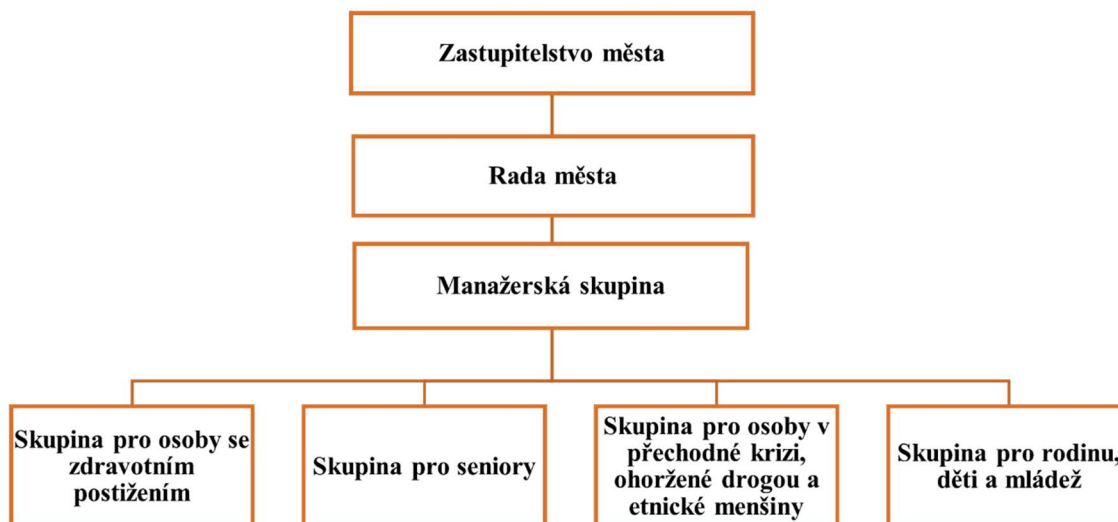 Zastupitelstvo města
Rada města
Manažerská skupina
Skupina pro osoby se
zdravotním
postižením
Skupina pro seniory
Skupina pro osoby v
přechodné krizi,
ohoržené drogou a
etnické menšiny
Skupina pro rodinu,
děti a mládež